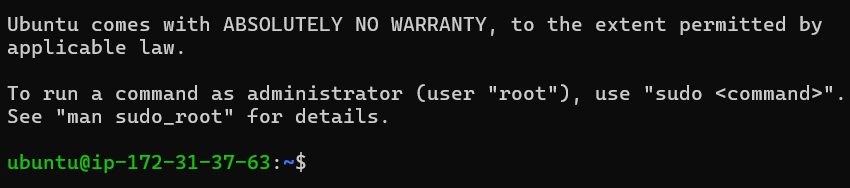 Ubuntu comes with ABSOLUTELY NO WARRANTY, to the extent permitted by
applicable law.
To run a command as administrator (user "root"), use "sudo <command>".
See "man sudo_root" for details.
ubuntu@ip-172-31-37-63:~$